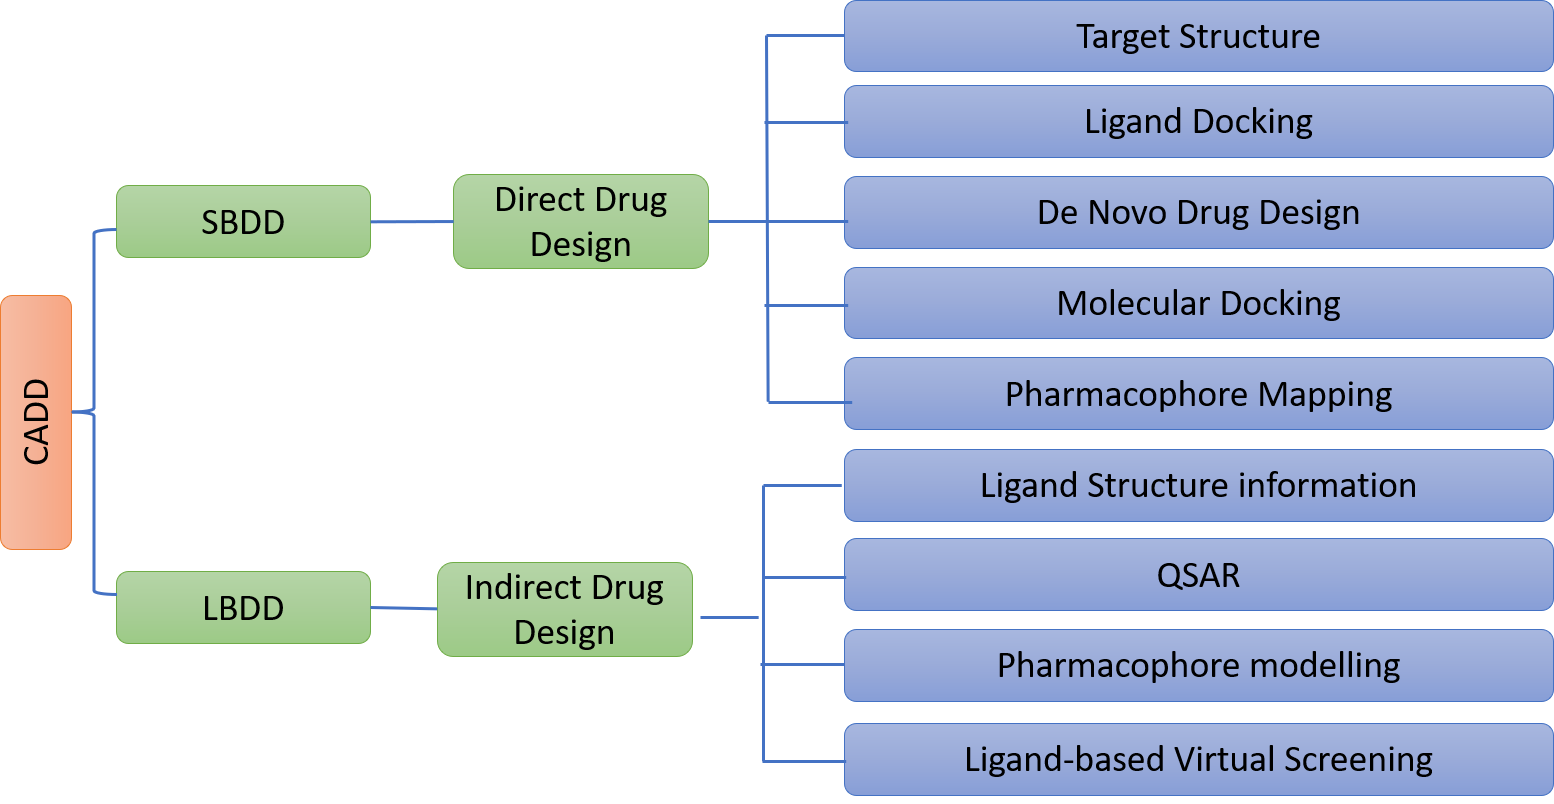 CADD
SBDD
Direct Drug
Design
Target Structure
Ligand Docking
De Novo Drug Design
Molecular Docking
Pharmacophore Mapping
LBDD
Indirect Drug
Design
Ligand Structure information
QSAR
Pharmacophore modelling
Ligand-based Virtual Screening